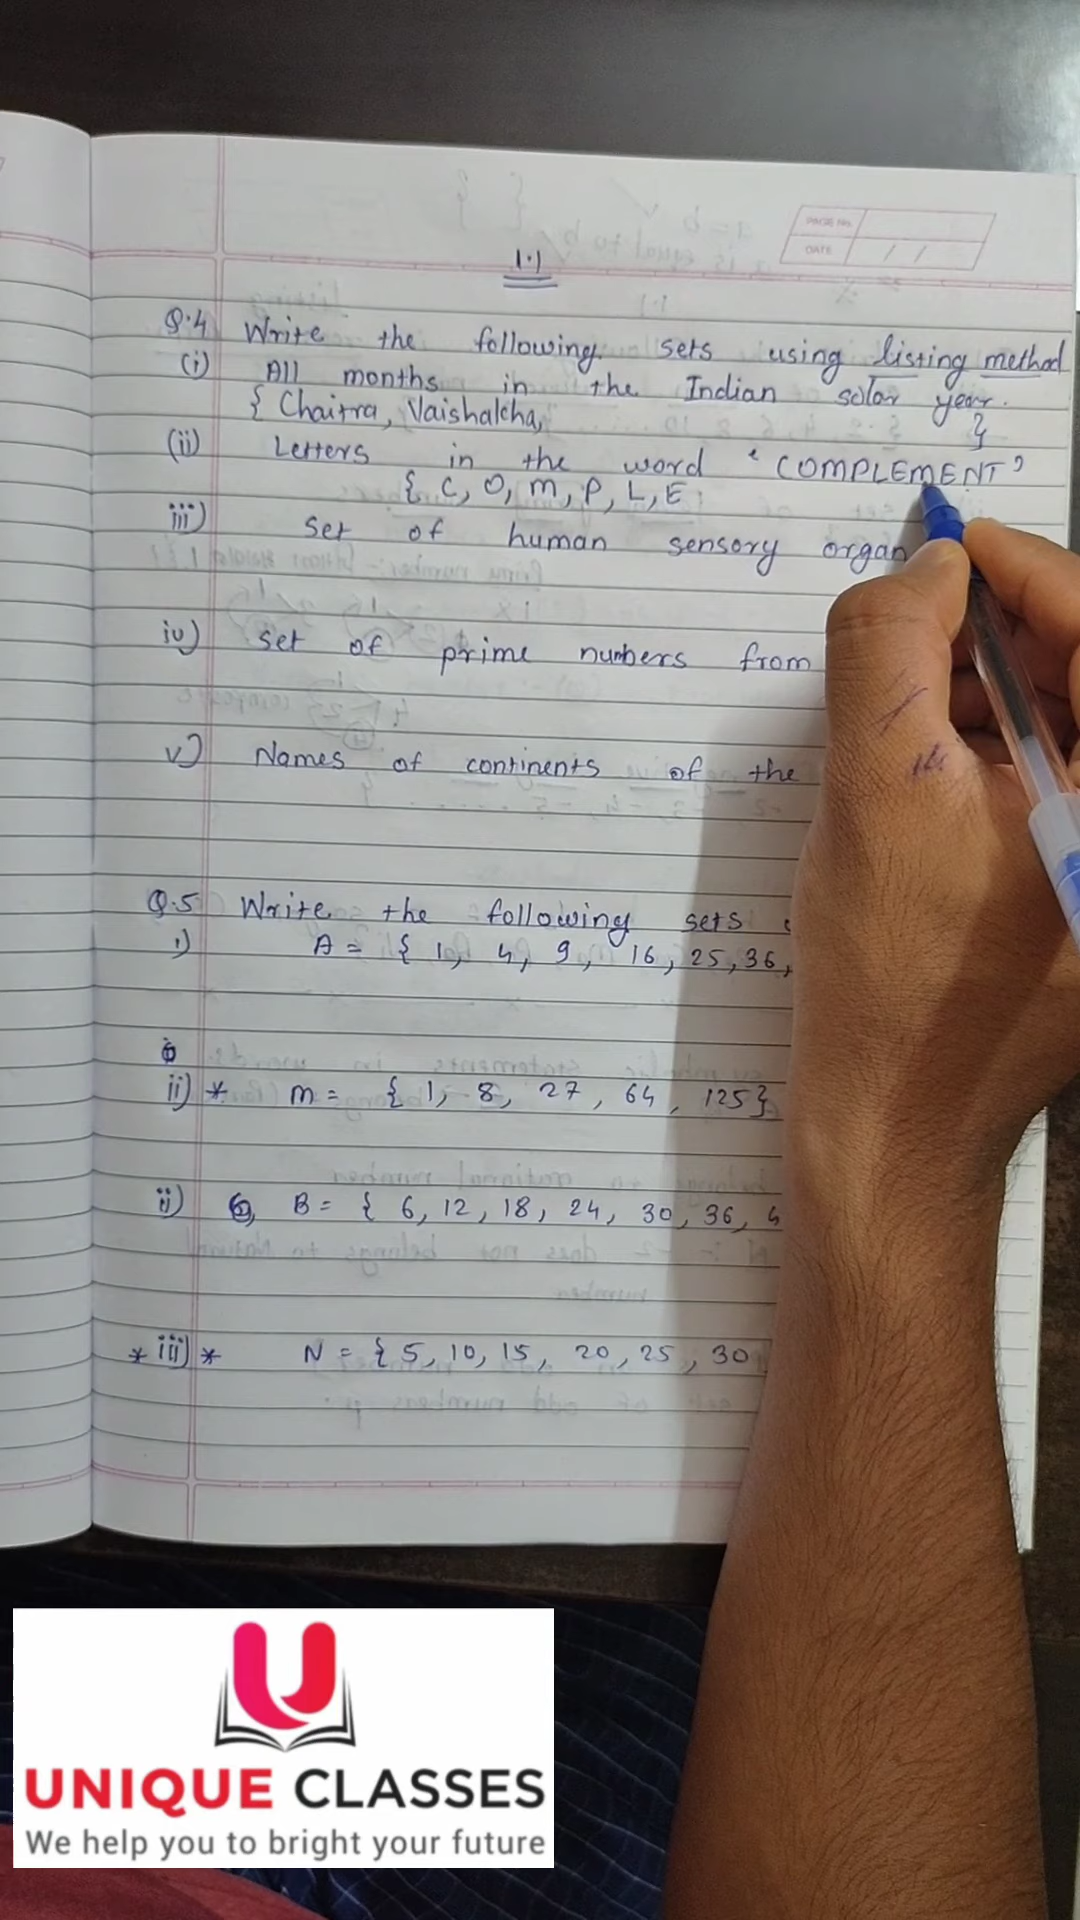 PAGE No.
DATE / /
1.1
Q.4 Write the following sets using listing method
(i) All months in the Indian solar year.
{ Chaitra, Vaishakha, }
(ii) Letters in the word 'COMPLEMENT'
{ C, O, M, P, L, E
iii) Set of human sensory organ
iv) set of prime numbers from
v) Names of continents of the
Q.5 Write the following sets
i) A = { 1, 4, 9, 16, 25, 36,
ii) * M = { 1, 8, 27, 64, 125}
ii) B = { 6, 12, 18, 24, 30, 36, 4
* iii) * N = { 5, 10, 15, 20, 25, 30
UNIQUE CLASSES
We help you to bright your future